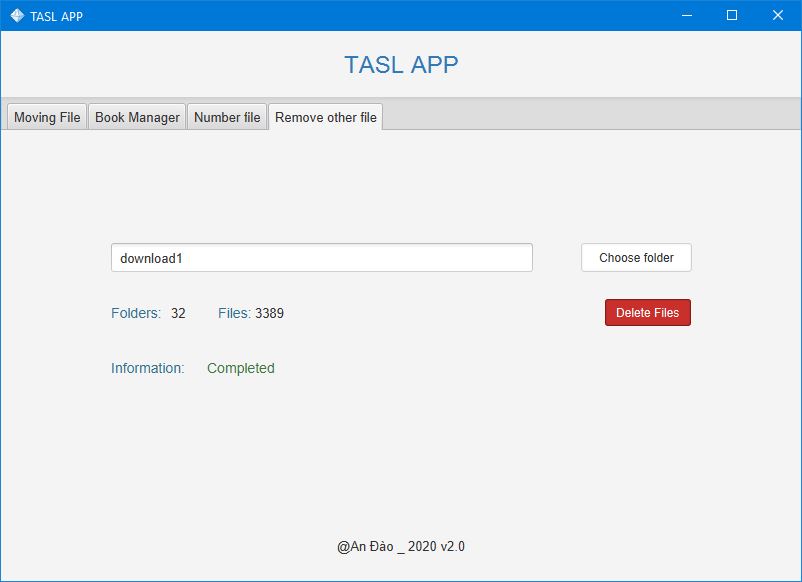 TASL APP
TASL APP
Moving File Book Manager Number file Remove other file
download1 Choose folder
Folders: 32 Files: 3389 Delete Files
Information: Completed
@An Đào _ 2020 v2.0